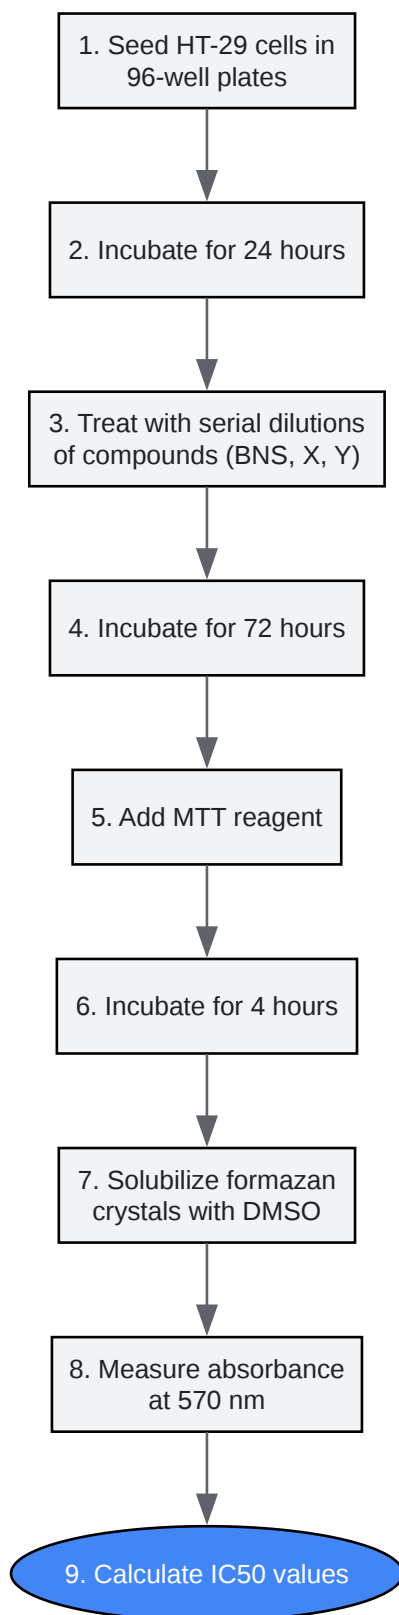 1. Seed HT-29 cells in
96-well plates
2. Incubate for 24 hours
3. Treat with serial dilutions
of compounds (BNS, X, Y)
4. Incubate for 72 hours
5. Add MTT reagent
6. Incubate for 4 hours
7. Solubilize formazan
crystals with DMSO
8. Measure absorbance
at 570 nm
9. Calculate IC50 values